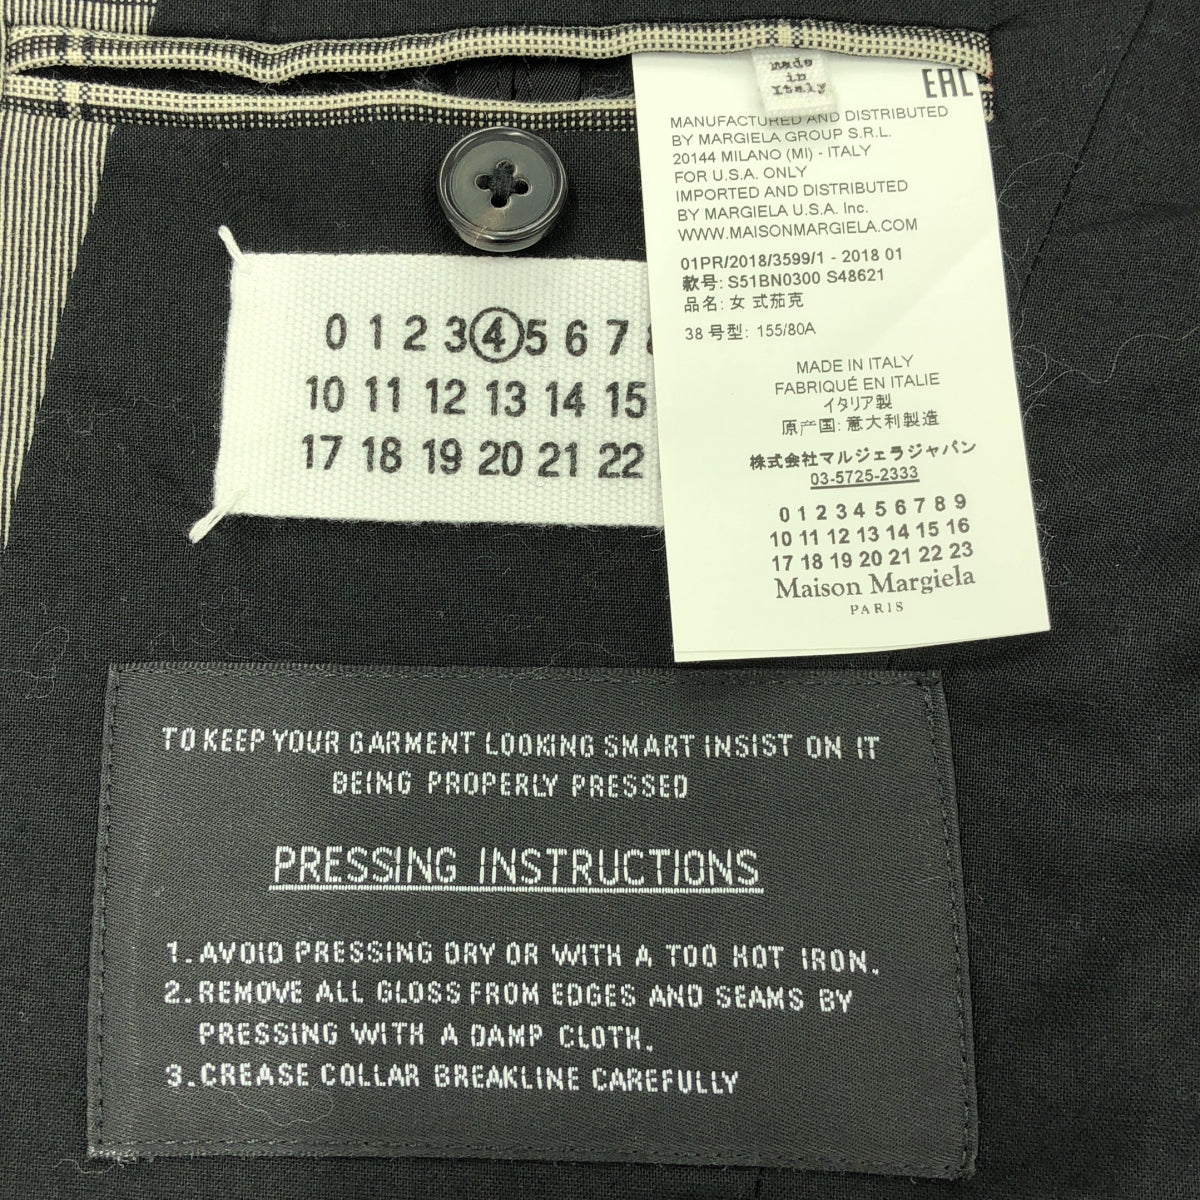 made
in
Italy
EAC
MANUFACTURED AND DISTRIBUTED
BY MARGIELA GROUP S.R.L.
20144 MILANO (MI) - ITALY
FOR U.S.A. ONLY
IMPORTED AND DISTRIBUTED
BY MARGIELA U.S.A. Inc.
WWW.MAISONMARGIELA.COM
01PR/2018/3599/1 - 2018 01
款号: S51BN0300 S48621
品名: 女 式茄克
38 号型: 155/80A
MADE IN ITALY
FABRIQUÉ EN ITALIE
イタリア製
原产国: 意大利製造
株式会社マルジェラジャパン
03-5725-2333
0 1 2 3 4 5 6 7 8 9
10 11 12 13 14 15 16
17 18 19 20 21 22 23
Maison Margiela
PARIS
0 1 2 3 4 5 6 7
10 11 12 13 14 15
17 18 19 20 21 22
TO KEEP YOUR GARMENT LOOKING SMART INSIST ON IT
BEING PROPERLY PRESSED
PRESSING INSTRUCTIONS
1. AVOID PRESSING DRY OR WITH A TOO HOT IRON.
2. REMOVE ALL GLOSS FROM EDGES AND SEAMS BY
PRESSING WITH A DAMP CLOTH.
3. CREASE COLLAR BREAKLINE CAREFULLY